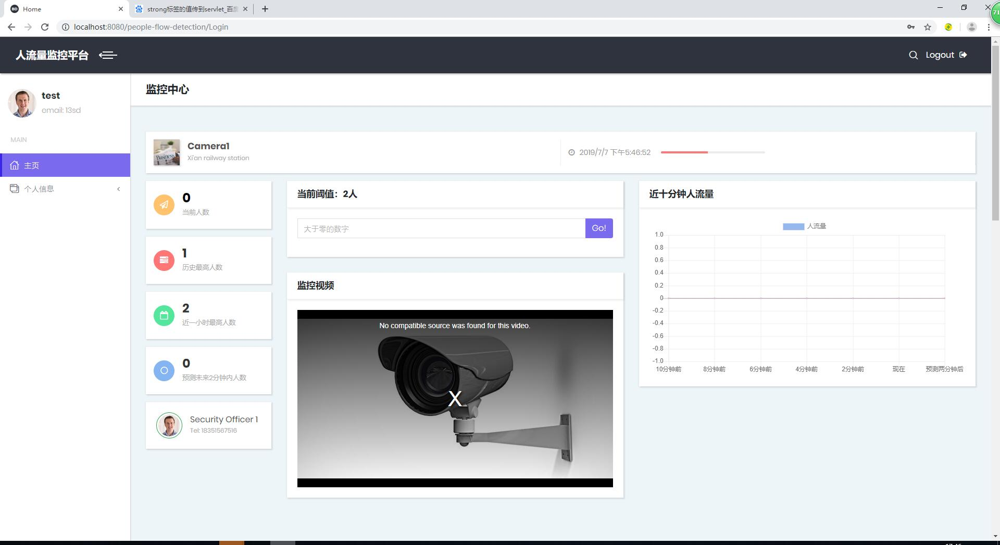 BD Home
strong标签的值传到servlet_百度
71
localhost:8080/people-flow-detection/Login
人流量监控平台
Logout
test
email: 13sd
MAIN
主页
个人信息
监控中心
Camera1
Xi'an railway station
Business
2019/7/7 下午5:46:52
0
当前人数
1
历史最高人数
2
近一小时最高人数
0
预测未来2分钟内人数
Security Officer 1
Tel: 18351567516
当前阈值：2人
大于零的数字
Go!
监控视频
No compatible source was found for this video.
X
近十分钟人流量
人流量
1.0
0.8
0.6
0.4
0.2
0
-0.2
-0.4
-0.6
-0.8
-1.0
10分钟前 8分钟前 6分钟前 4分钟前 2分钟前 现在 预测两分钟后